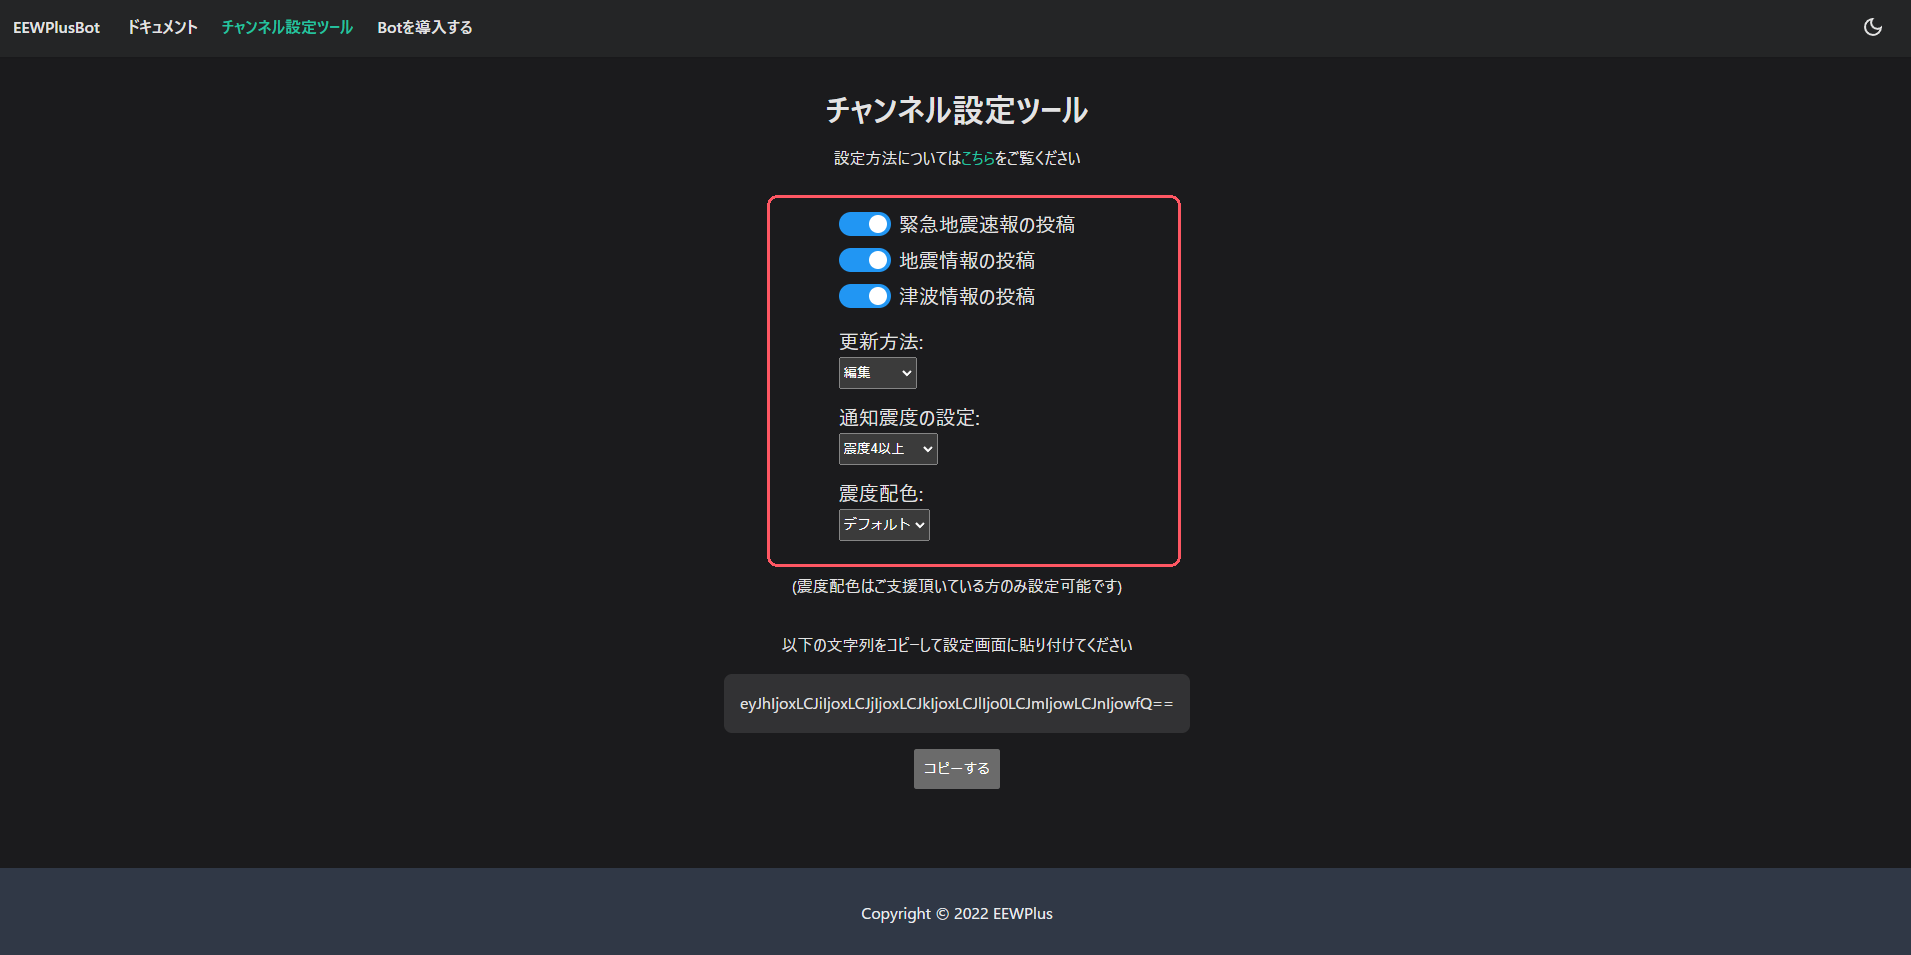 EEWPlusBot ドキュメント チャンネル設定ツール Botを導入する
チャンネル設定ツール
設定方法についてはこちらをご覧ください
緊急地震速報の投稿
地震情報の投稿
津波情報の投稿
更新方法:
編集
通知震度の設定:
震度4以上
震度配色:
デフォルト
(震度配色はご支援頂いている方のみ設定可能です)
以下の文字列をコピーして設定画面に貼り付けてください
eyJhIjoxLCJiIjoxLCJjIjoxLCJkIjoxLCJlIjo0LCJmIjowLCJnIjowfQ==
コピーする
Copyright © 2022 EEWPlus